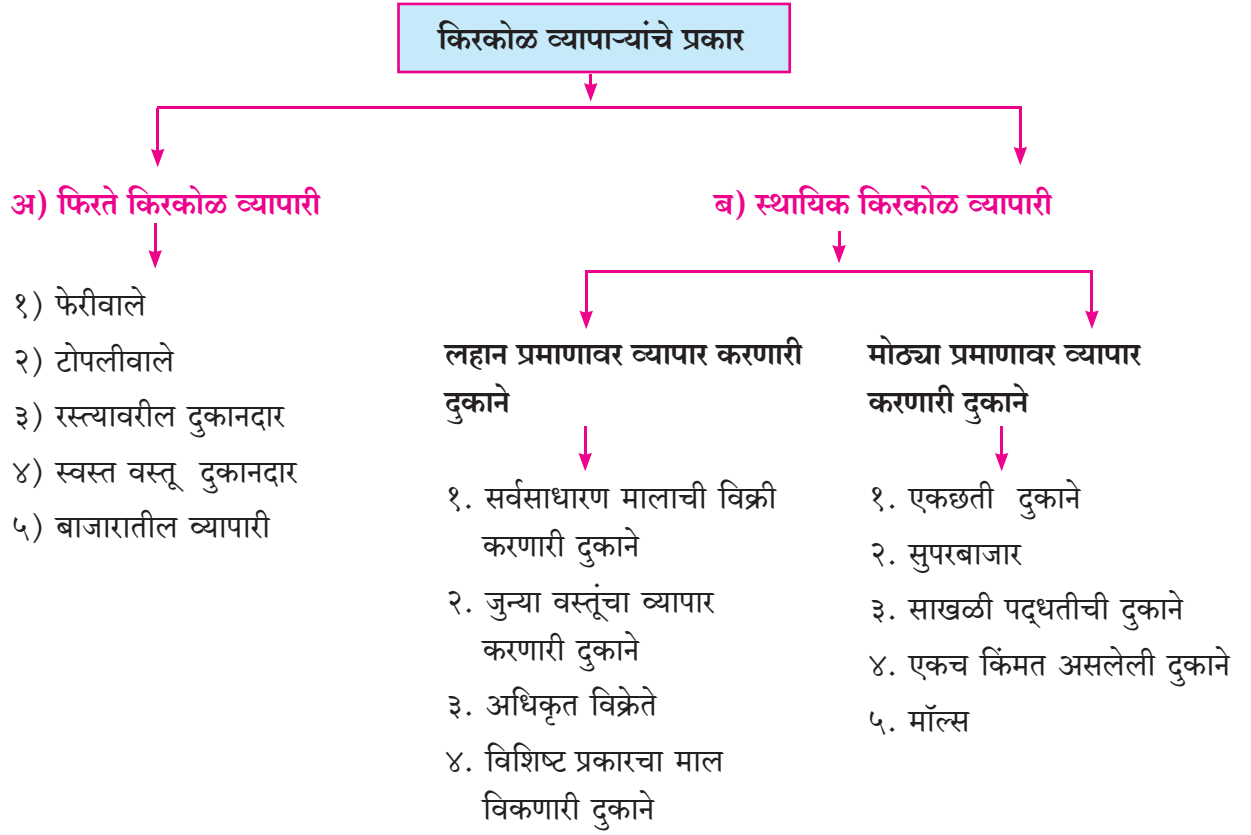 किरकोळ व्यापाऱ्यांचे प्रकार
अ) फिरते किरकोळ व्यापारी
१) फेरीवाले
२) टोपलीवाले
३) रस्त्यावरील दुकानदार
४) स्वस्त वस्तू दुकानदार
५) बाजारातील व्यापारी
ब) स्थायिक किरकोळ व्यापारी
लहान प्रमाणावर व्यापार करणारी
दुकाने
१. सर्वसाधारण मालाची विक्री
करणारी दुकाने
२. जुन्या वस्तूंचा व्यापार
करणारी दुकाने
३. अधिकृत विक्रेते
४. विशिष्ट प्रकारचा माल
विकणारी दुकाने
मोठ्या प्रमाणावर व्यापार
करणारी दुकाने
१. एकछती दुकाने
२. सुपरबाजार
३. साखळी पद्धतीची दुकाने
४. एकच किंमत असलेली दुकाने
५. मॉल्स